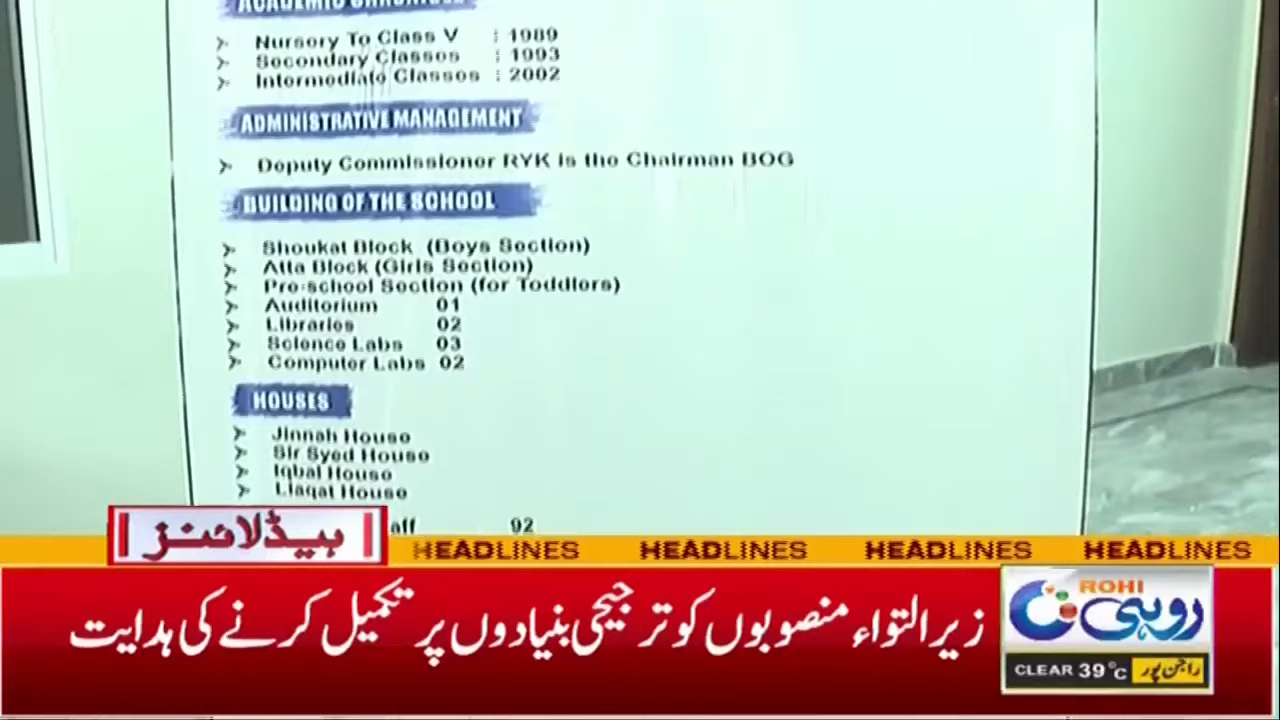 ACADEMIC
Nursery To Class V : 1989
Secondary Classes : 1993
Intermediate Classes : 2002
ADMINISTRATIVE MANAGEMENT
Deputy Commissioner RYK is the Chairman BOG
BUILDING OF THE SCHOOL
Shoukat Block (Boys Section)
Atta Block (Girls Section)
Pre-school Section (for Toddlers)
Auditorium 01
Libraries 02
Science Labs 03
Computer Labs 02
HOUSES
Jinnah House
Sir Syed House
Iqbal House
Liaqat House
aff 92
ہیڈلائنز
HEADLINES HEADLINES HEADLINES HEADLINES
زیر التواء منصوبوں کو ترجیحی بنیادوں پر تکمیل کرنے کی ہدایت
ROHI
روہی
CLEAR 39°C راجن پور